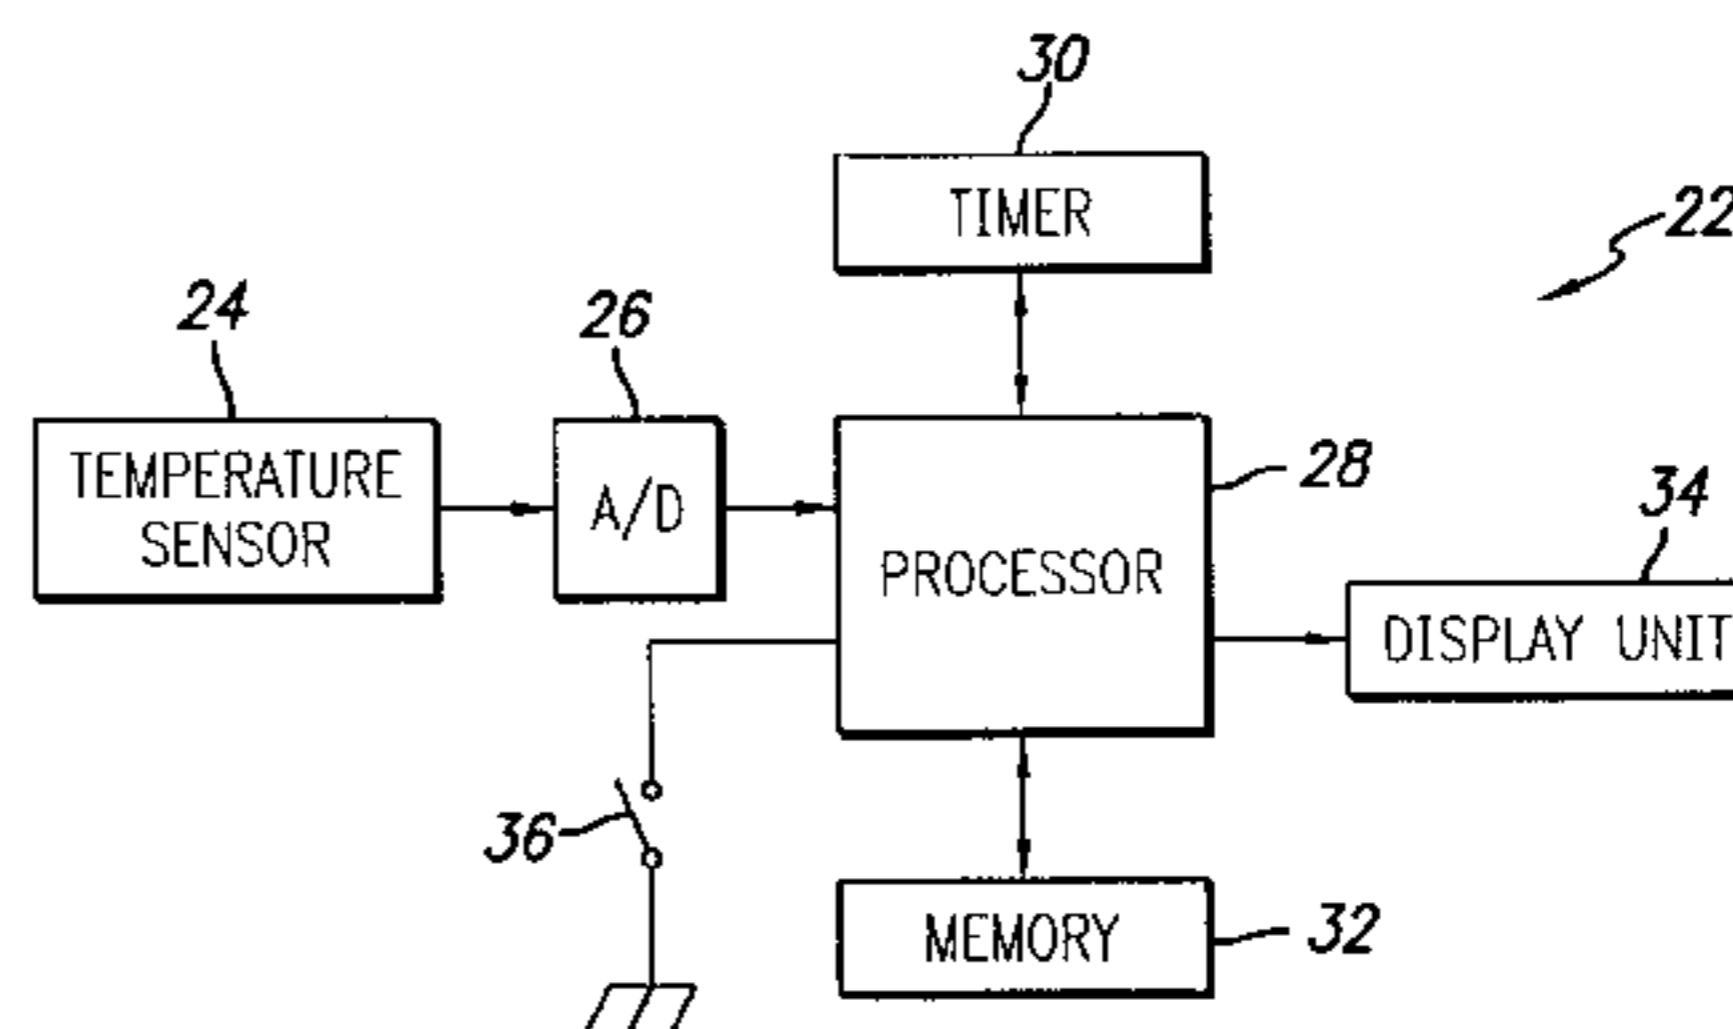 30
TIMER
22
24
26
TEMPERATURE
SENSOR
A/D
28
PROCESSOR
34
DISPLAY UNIT
36
MEMORY
32